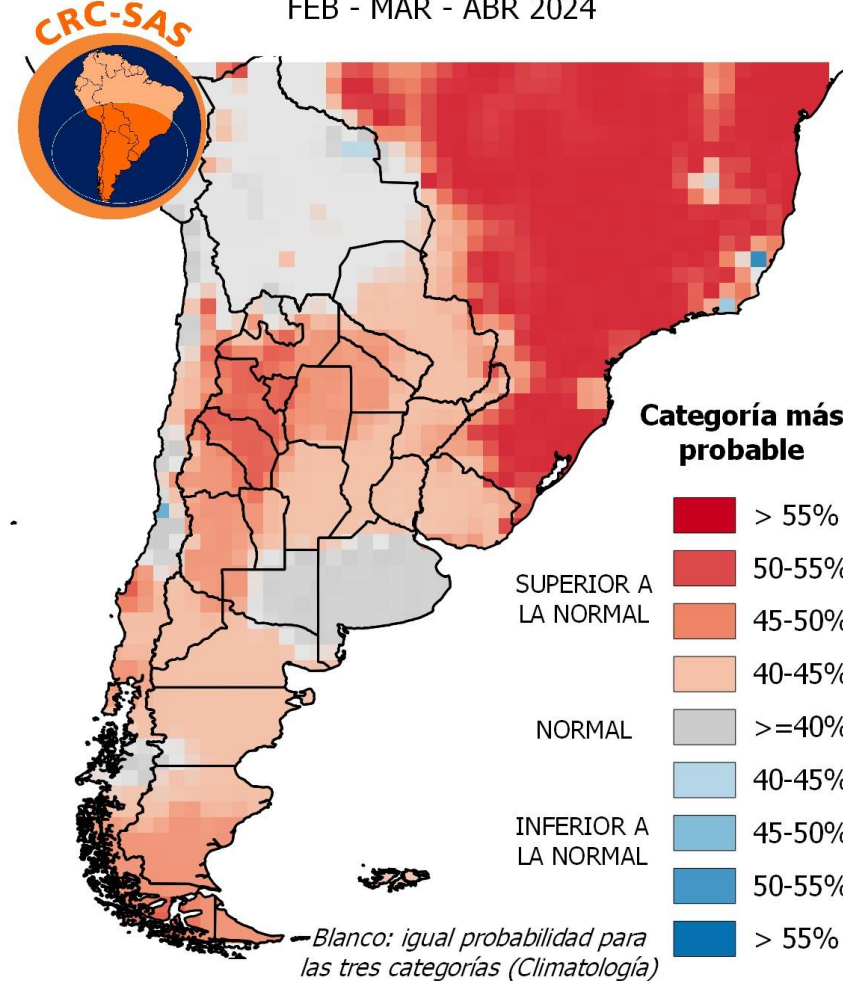 FEB - MAR - ABR 2024
CRC-SAS
Categoría más
probable
> 55%
50-55%
SUPERIOR A
LA NORMAL
45-50%
40-45%
NORMAL
>=40%
40-45%
INFERIOR A
LA NORMAL
45-50%
50-55%
> 55%
Blanco: igual probabilidad para
las tres categorías (Climatología)